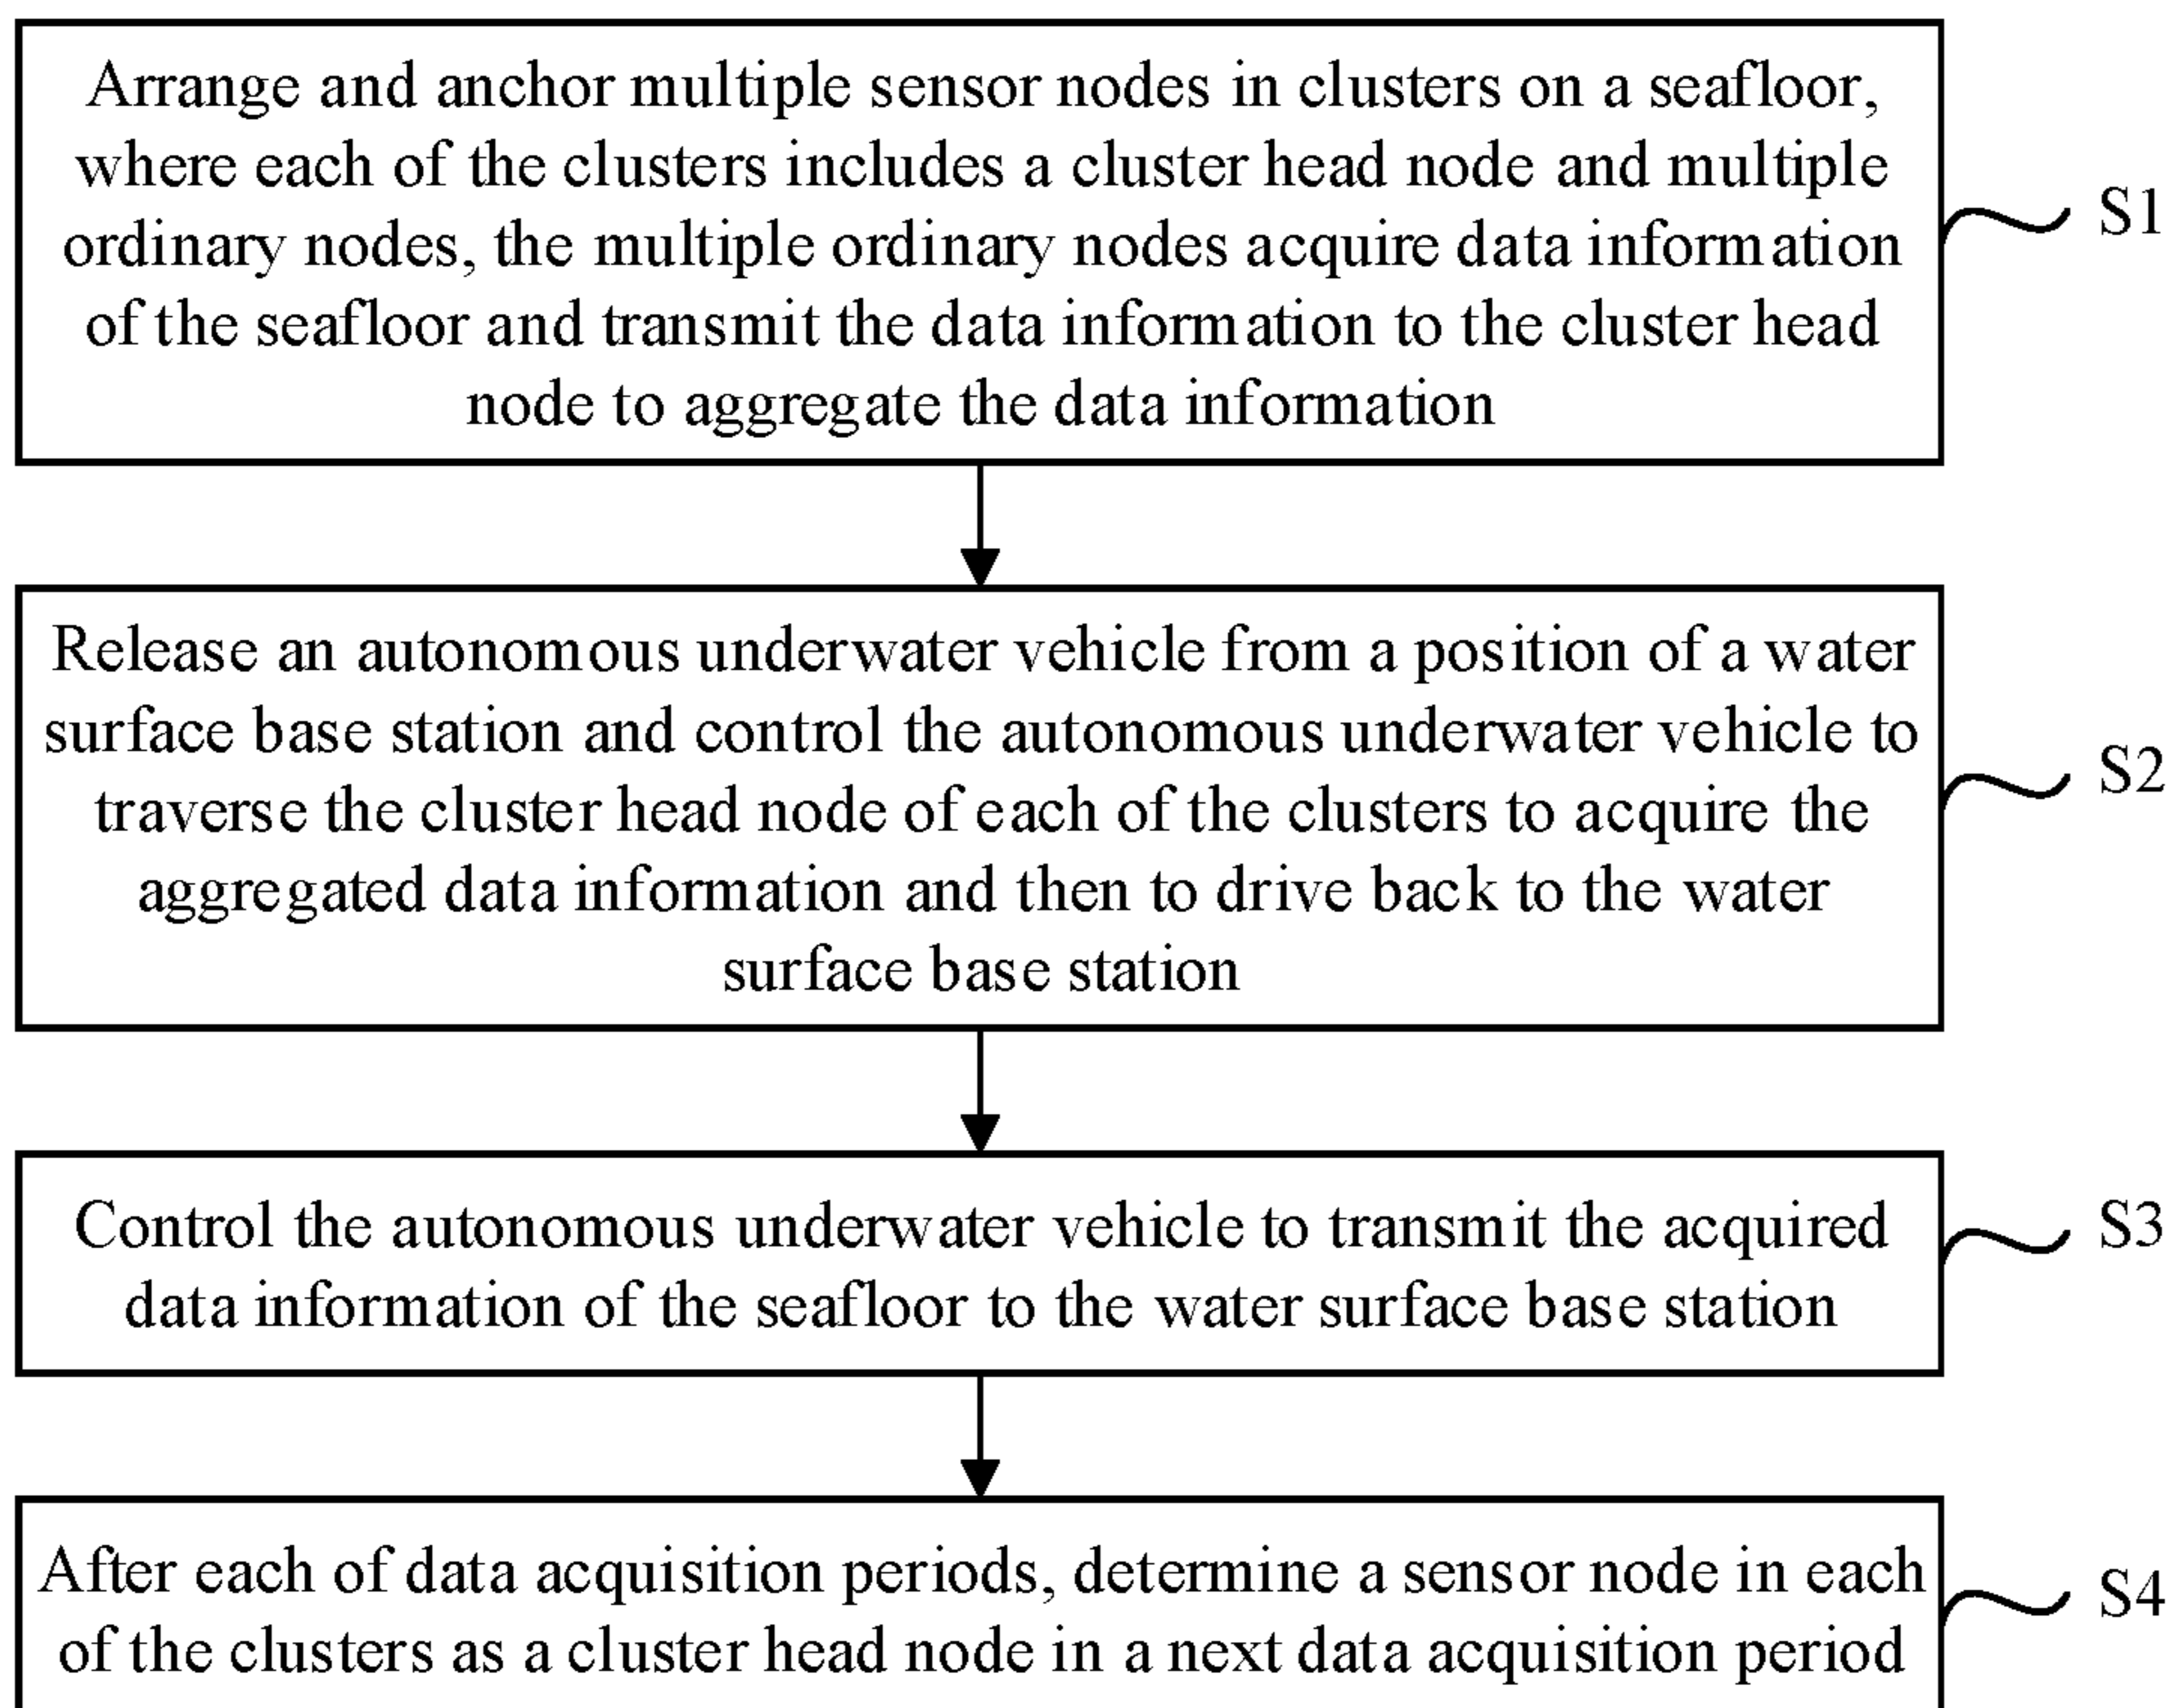 Arrange and anchor multiple sensor nodes in clusters on a seafloor,
where each of the clusters includes a cluster head node and multiple
ordinary nodes, the multiple ordinary nodes acquire data information
of the seafloor and transmit the data information to the cluster head
node to aggregate the data information
S1
Release an autonomous underwater vehicle from a position of a water
surface base station and control the autonomous underwater vehicle to
traverse the cluster head node of each of the clusters to acquire the
aggregated data information and then to drive back to the water
surface base station
S2
Control the autonomous underwater vehicle to transmit the acquired
data information of the seafloor to the water surface base station
S3
After each of data acquisition periods, determine a sensor node in each
of the clusters as a cluster head node in a next data acquisition period
S4